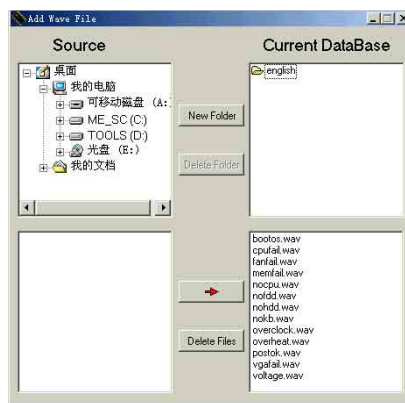 Add Wave File
Source
Current DataBase
桌面
我的电脑
可移动磁盘 (A:)
ME_SC (C:)
TOOLS (D:)
光盘 (E:)
我的文档
New Folder
Delete Folder
english
Delete Files
bootos.wav
cpufail.wav
fanfail.wav
memfail.wav
nocpu.wav
nofdd.wav
nohdd.wav
nokb.wav
overclock.wav
overheat.wav
postok.wav
vgafail.wav
voltage.wav